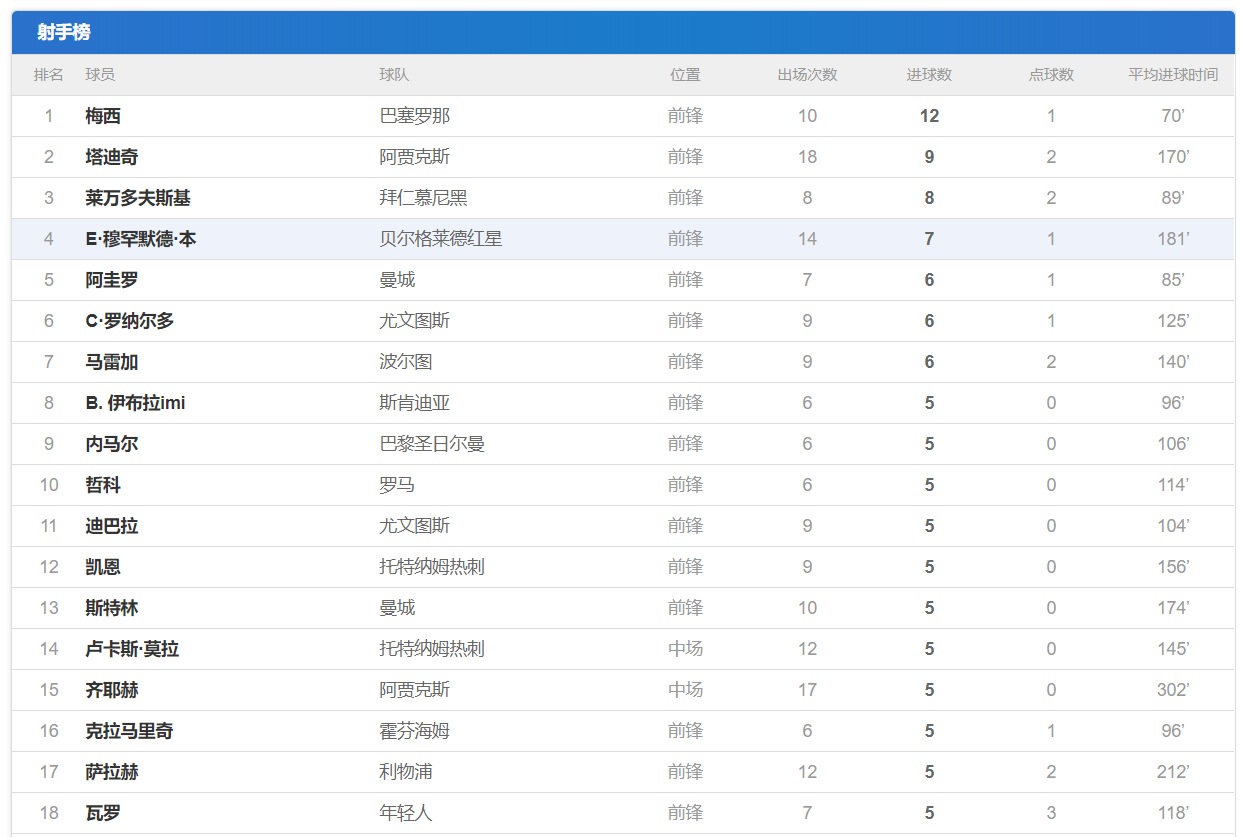 射手榜
排名 球员 球队 位置 出场次数 进球数 点球数 平均进球时间
1 梅西 巴塞罗那 前锋 10 12 1 70’
2 塔迪奇 阿贾克斯 前锋 18 9 2 170’
3 莱万多夫斯基 拜仁慕尼黑 前锋 8 8 2 89’
4 E·穆罕默德·本 贝尔格莱德红星 前锋 14 7 1 181’
5 阿圭罗 曼城 前锋 7 6 1 85’
6 C·罗纳尔多 尤文图斯 前锋 9 6 1 125’
7 马雷加 波尔图 前锋 9 6 2 140’
8 B. 伊布拉imi 斯肯迪亚 前锋 6 5 0 96’
9 内马尔 巴黎圣日尔曼 前锋 6 5 0 106’
10 哲科 罗马 前锋 6 5 0 114’
11 迪巴拉 尤文图斯 前锋 9 5 0 104’
12 凯恩 托特纳姆热刺 前锋 9 5 0 156’
13 斯特林 曼城 前锋 10 5 0 174’
14 卢卡斯·莫拉 托特纳姆热刺 中场 12 5 0 145’
15 齐耶赫 阿贾克斯 中场 17 5 0 302’
16 克拉马里奇 霍芬海姆 前锋 6 5 1 96’
17 萨拉赫 利物浦 前锋 12 5 2 212’
18 瓦罗 年轻人 前锋 7 5 3 118’